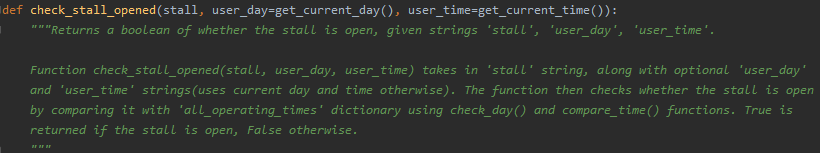 def check_stall_opened(stall, user_day=get_current_day(), user_time=get_current_time()):
"""Returns a boolean of whether the stall is open, given strings 'stall', 'user_day', 'user_time'.
Function check_stall_opened(stall, user_day, user_time) takes in 'stall' string, along with optional 'user_day'
and 'user_time' strings(uses current day and time otherwise). The function then checks whether the stall is open
by comparing it with 'all_operating_times' dictionary using check_day() and compare_time() functions. True is
returned if the stall is open, False otherwise.
"""